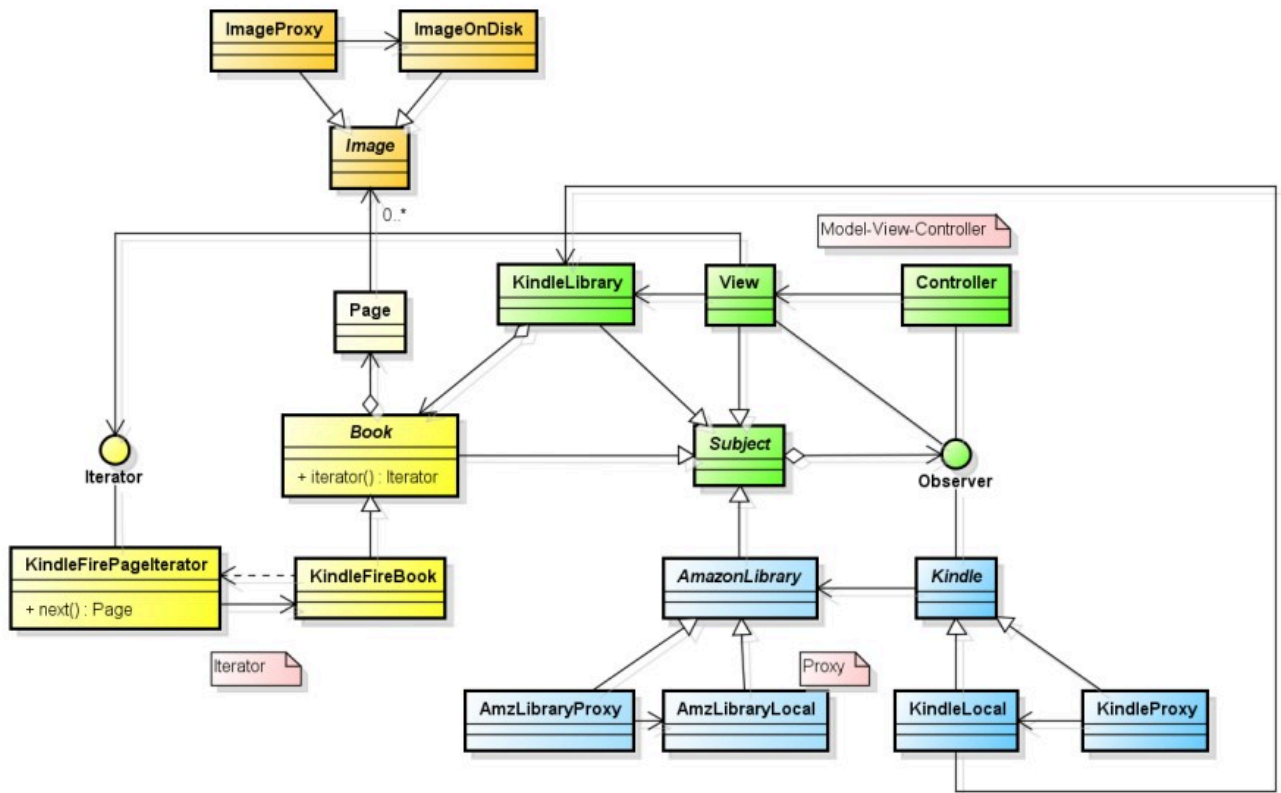 ImageProxy
ImageOnDisk
Image
0..*
Model-View-Controller
KindleLibrary
View
Controller
Page
Book
+ iterator() : Iterator
Subject
Iterator
Observer
KindleFirePageIterator
+ next() : Page
KindleFireBook
AmazonLibrary
Kindle
Iterator
Proxy
AmzLibraryProxy
AmzLibraryLocal
KindleLocal
KindleProxy